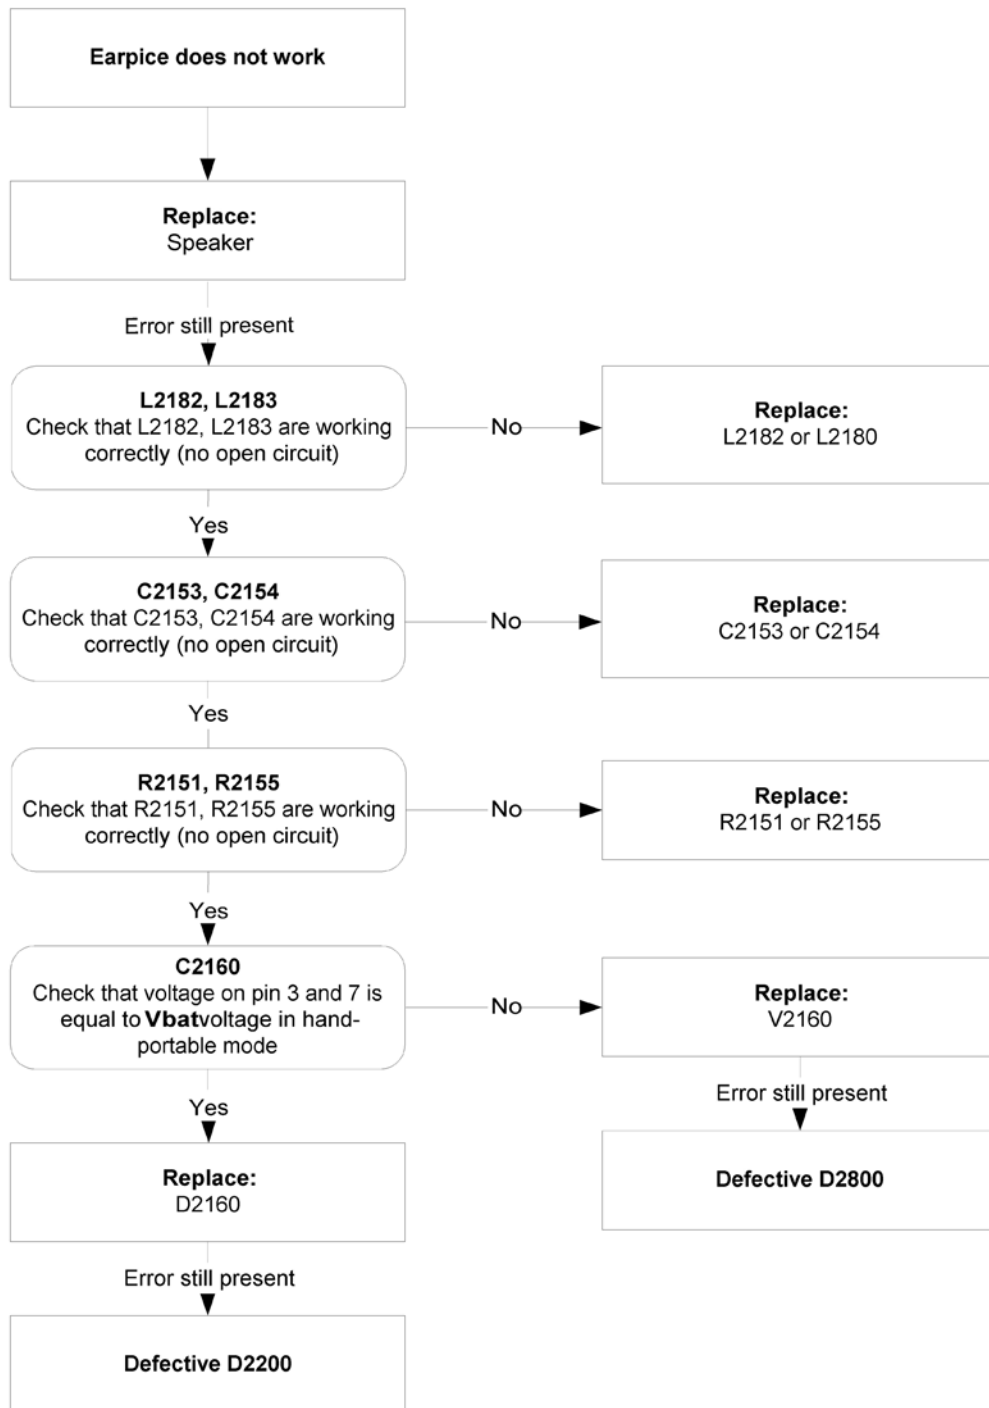 Earpice does not work
Replace:
Speaker
Error still present
L2182, L2183
Check that L2182, L2183 are working
correctly (no open circuit)
No
Replace:
L2182 or L2180
Yes
C2153, C2154
Check that C2153, C2154 are working
correctly (no open circuit)
No
Replace:
C2153 or C2154
Yes
R2151, R2155
Check that R2151, R2155 are working
correctly (no open circuit)
No
Replace:
R2151 or R2155
Yes
C2160
Check that voltage on pin 3 and 7 is
equal to Vbatvoltage in hand-
portable mode
No
Replace:
V2160
Error still present
Defective D2800
Yes
Replace:
D2160
Error still present
Defective D2200